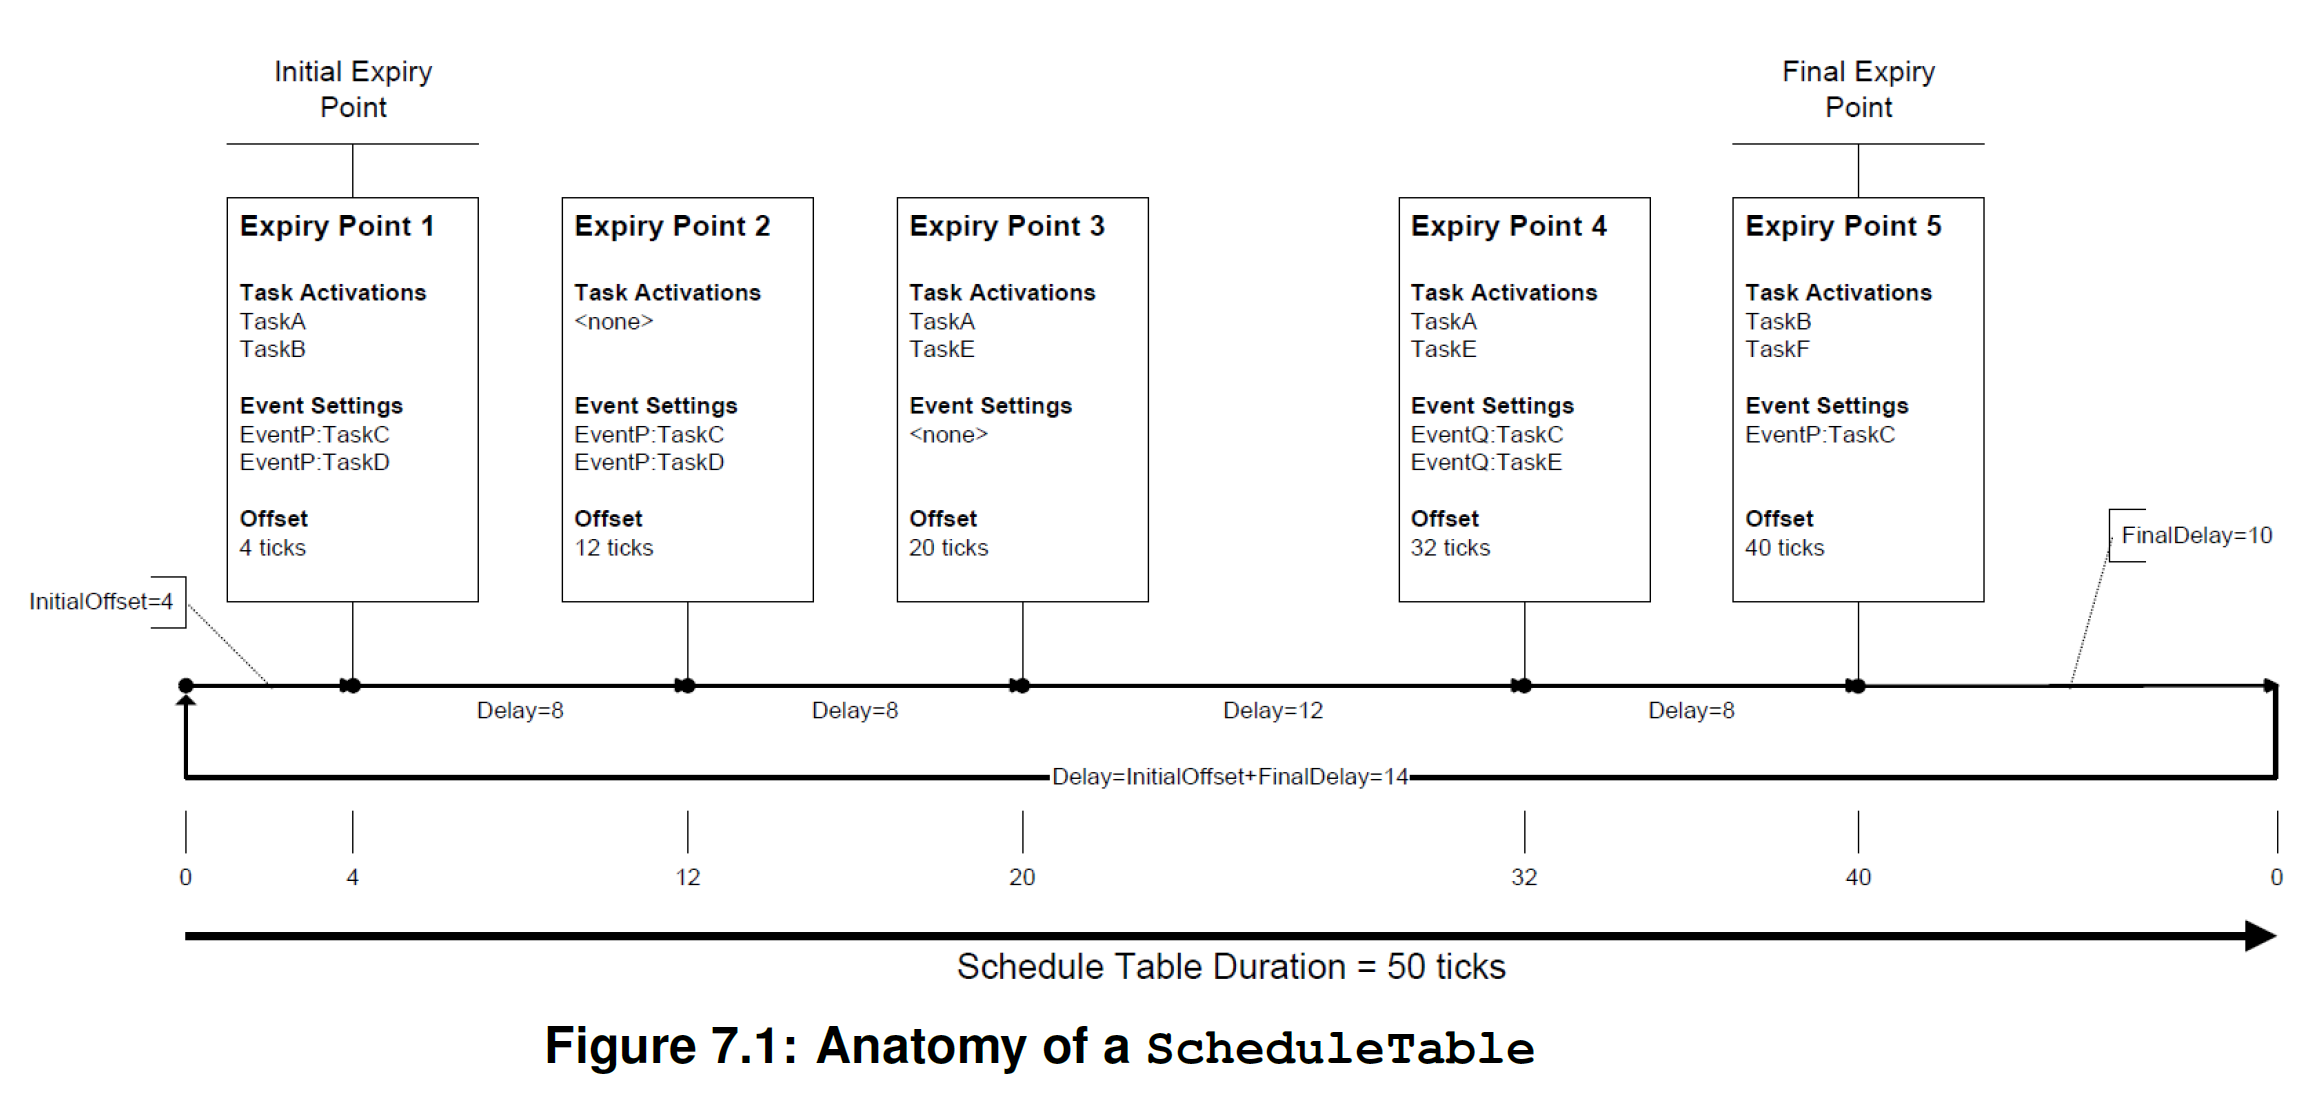 Initial Expiry
Point
Final Expiry
Point
Expiry Point 1
Task Activations
TaskA
TaskB
Event Settings
EventP:TaskC
EventP:TaskD
Offset
4 ticks
Expiry Point 2
Task Activations
<none>
Event Settings
EventP:TaskC
EventP:TaskD
Offset
12 ticks
Expiry Point 3
Task Activations
TaskA
TaskE
Event Settings
<none>
Offset
20 ticks
Expiry Point 4
Task Activations
TaskA
TaskE
Event Settings
EventQ:TaskC
EventQ:TaskE
Offset
32 ticks
Expiry Point 5
Task Activations
TaskB
TaskF
Event Settings
EventP:TaskC
Offset
40 ticks
FinalDelay=10
InitialOffset=4
Delay=8
Delay=8
Delay=12
Delay=8
Delay=InitialOffset+FinalDelay=14
0
4
12
20
32
40
0
Schedule Table Duration = 50 ticks
Figure 7.1: Anatomy of a ScheduleTable